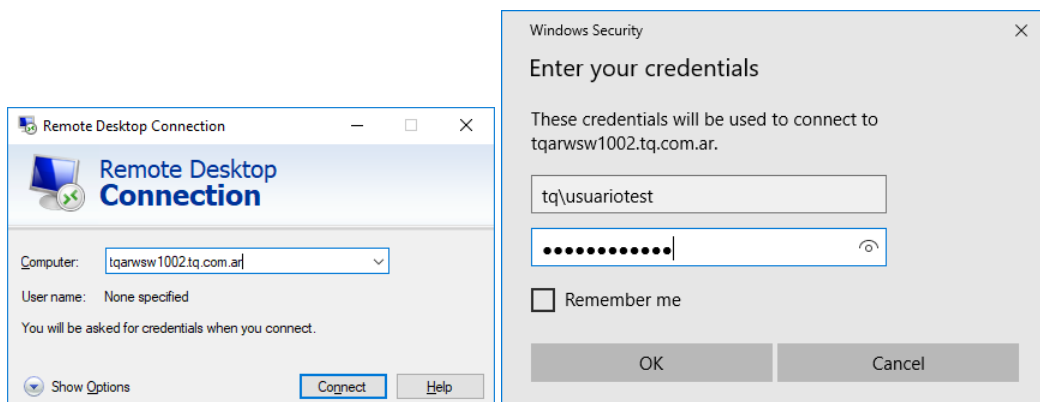 Remote Desktop Connection
Remote Desktop
Connection
Computer: tqarwsw1002.tq.com.ar
User name: None specified
You will be asked for credentials when you connect.
Show Options
Connect
Help
Windows Security
Enter your credentials
These credentials will be used to connect to
tqarwsw1002.tq.com.ar.
tq\usuariotest
●●●●●●●●●●●●
Remember me
OK
Cancel